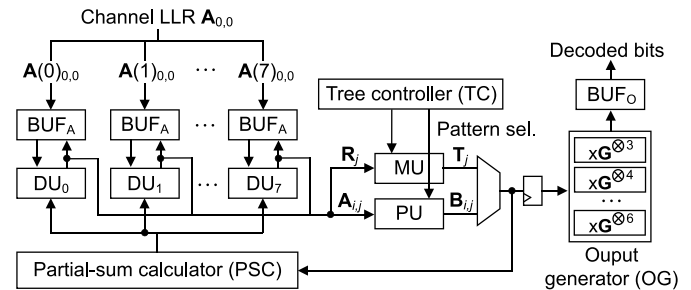 Channel LLR A0,0
A(0)0,0 A(1)0,0 ... A(7)0,0
BUFA BUFA BUFA
DU0 DU1 ... DU7
Partial-sum calculator (PSC)
Tree controller (TC)
Pattern sel.
Rj MU Tj
Ai,j PU Bi,j
Decoded bits
BUFO
xG⊗3
xG⊗4
...
xG⊗6
Ouput
generator (OG)